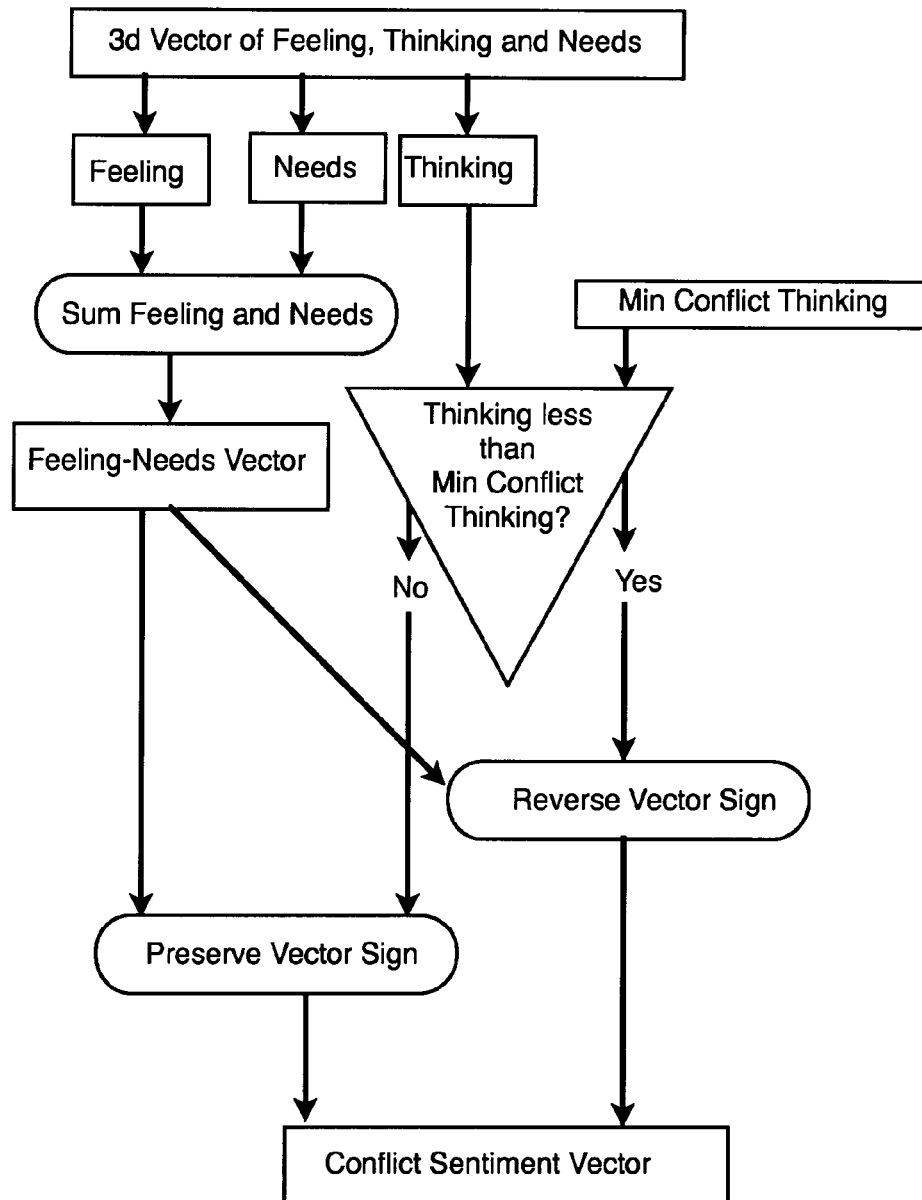 3d Vector of Feeling, Thinking and Needs
Feeling
Needs
Thinking
Sum Feeling and Needs
Min Conflict Thinking
Feeling-Needs Vector
Thinking less
than
Min Conflict
Thinking?
No
Yes
Reverse Vector Sign
Preserve Vector Sign
Conflict Sentiment Vector